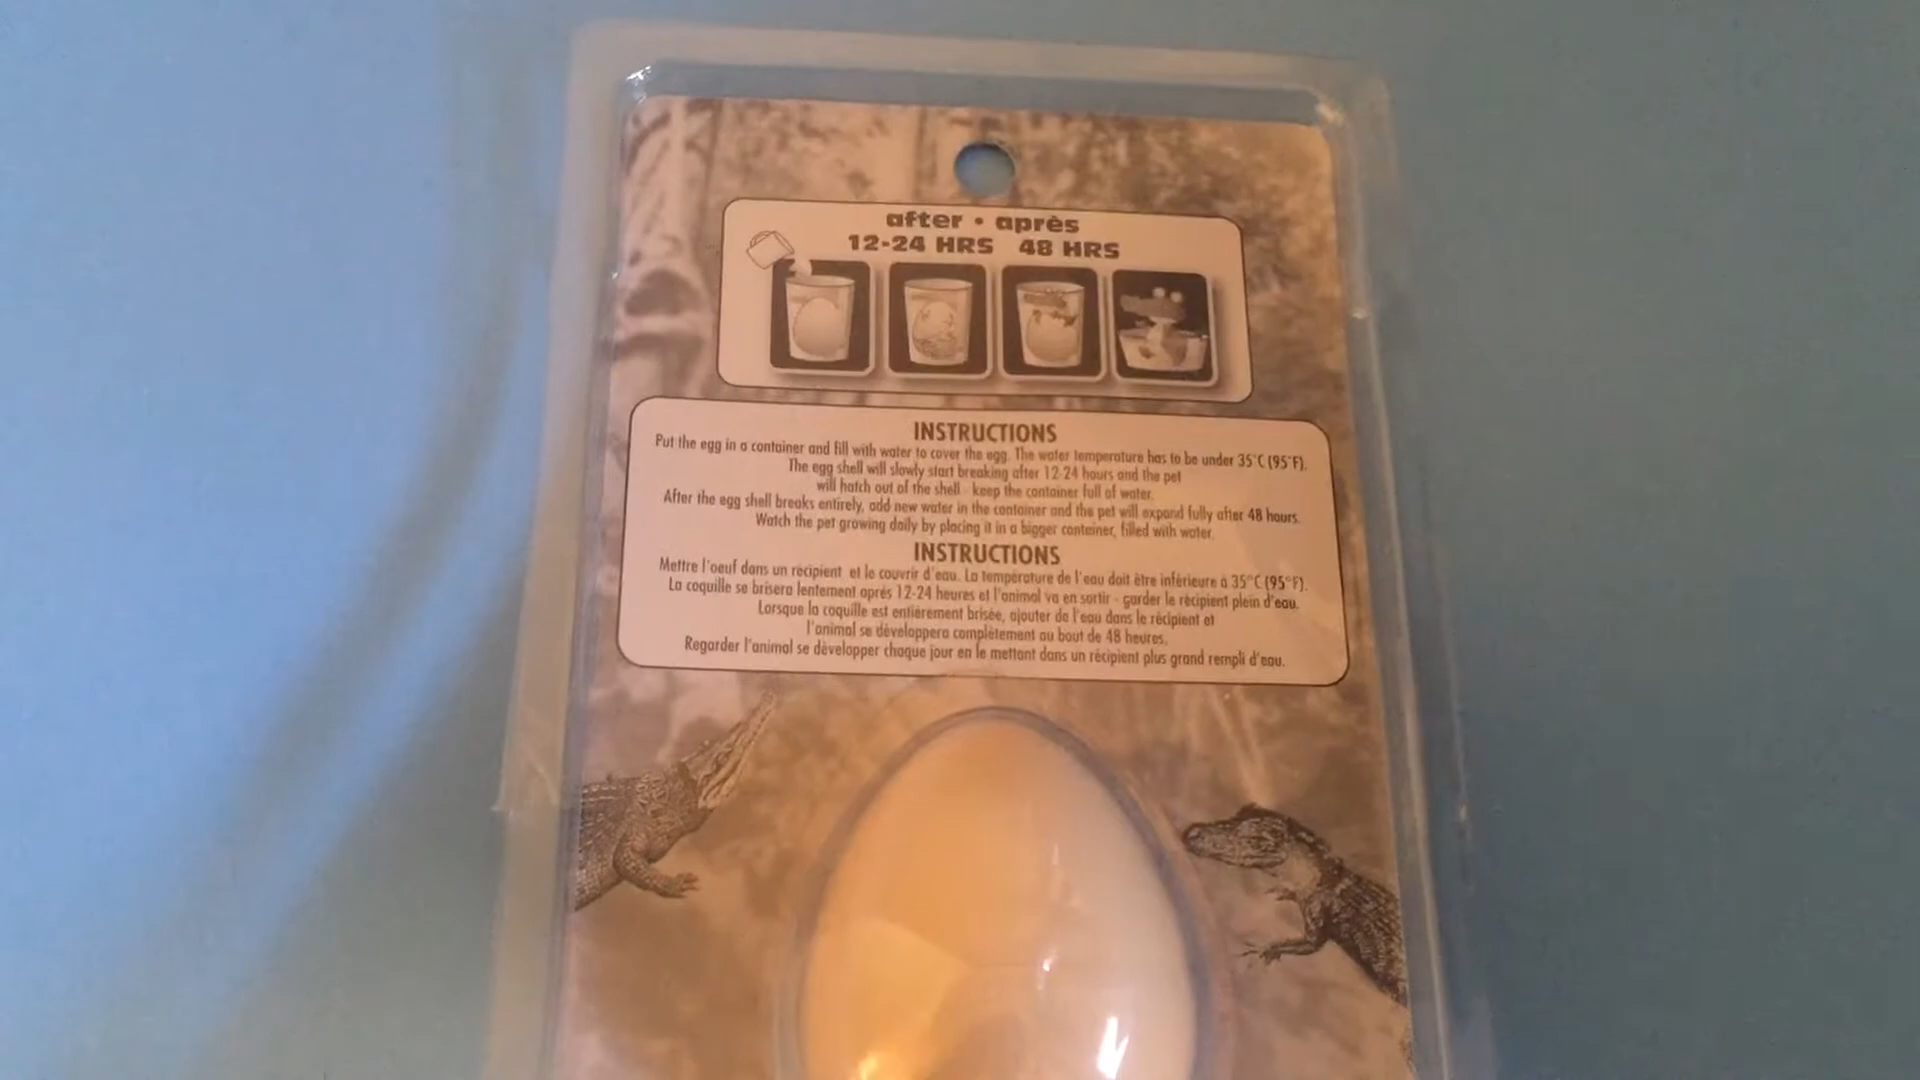 after • après
12-24 HRS 48 HRS
INSTRUCTIONS
Put the egg in a container and fill with water to cover the egg. The water temperature has to be under 35°C (95°F).
The egg shell will slowly start breaking after 12-24 hours and the pet
will hatch out of the shell - keep the container full of water.
After the egg shell breaks entirely, add new water in the container and the pet will expand fully after 48 hours.
Watch the pet growing daily by placing it in a bigger container, filled with water.
INSTRUCTIONS
Mettre l'oeuf dans un récipient et le couvrir d'eau. La température de l'eau doit être inférieure à 35°C (95°F).
La coquille se brisera lentement après 12-24 heures et l'animal va en sortir - garder le récipient plein d'eau.
Lorsque la coquille est entièrement brisée, ajouter de l'eau dans le récipient et
l'animal se développera complètement au bout de 48 heures.
Regarder l'animal se développer chaque jour en le mettant dans un récipient plus grand rempli d'eau.